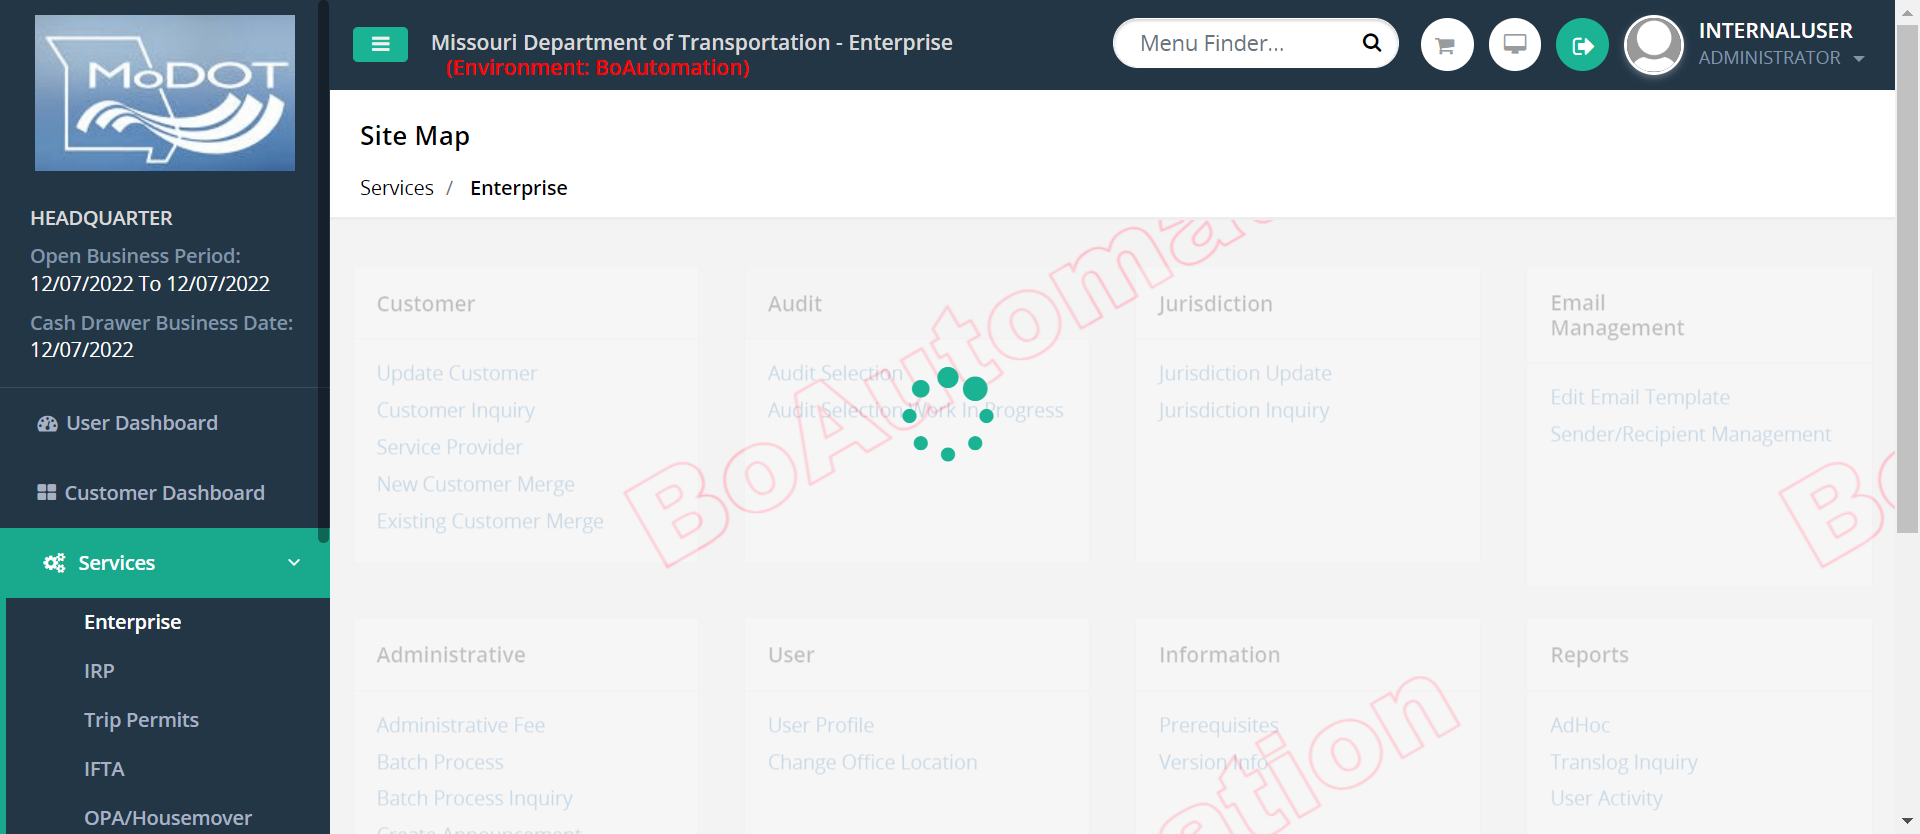 MoDOT
HEADQUARTER
Open Business Period:
12/07/2022 To 12/07/2022
Cash Drawer Business Date:
12/07/2022
User Dashboard
Customer Dashboard
Services
Enterprise
IRP
Trip Permits
IFTA
OPA/Housemover
Missouri Department of Transportation - Enterprise
(Environment: BoAutomation)
Menu Finder...
INTERNALUSER
ADMINISTRATOR
Site Map
Services / Enterprise
Customer
Update Customer
Customer Inquiry
Service Provider
New Customer Merge
Existing Customer Merge
Audit
Audit Selection
Audit Selection Work In Progress
Jurisdiction
Jurisdiction Update
Jurisdiction Inquiry
Email
Management
Edit Email Template
Sender/Recipient Management
Administrative
Administrative Fee
Batch Process
Batch Process Inquiry
Create Announcement
User
User Profile
Change Office Location
Information
Prerequisites
Version Info
Reports
AdHoc
Translog Inquiry
User Activity
BoAutoma
Bo
ation